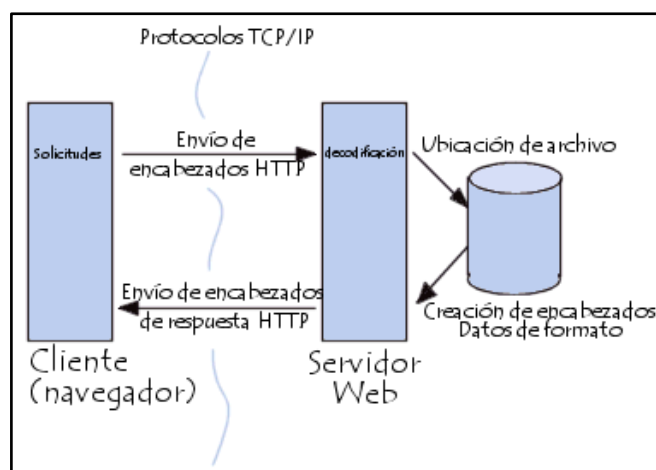 Protocolos TCP/IP
Solicitudes
Envío de
encabezados HTTP
decodificación
Ubicación de archivo
Envío de encabezados
de respuesta HTTP
Creación de encabezados
Datos de formato
Cliente
(navegador)
Servidor
Web